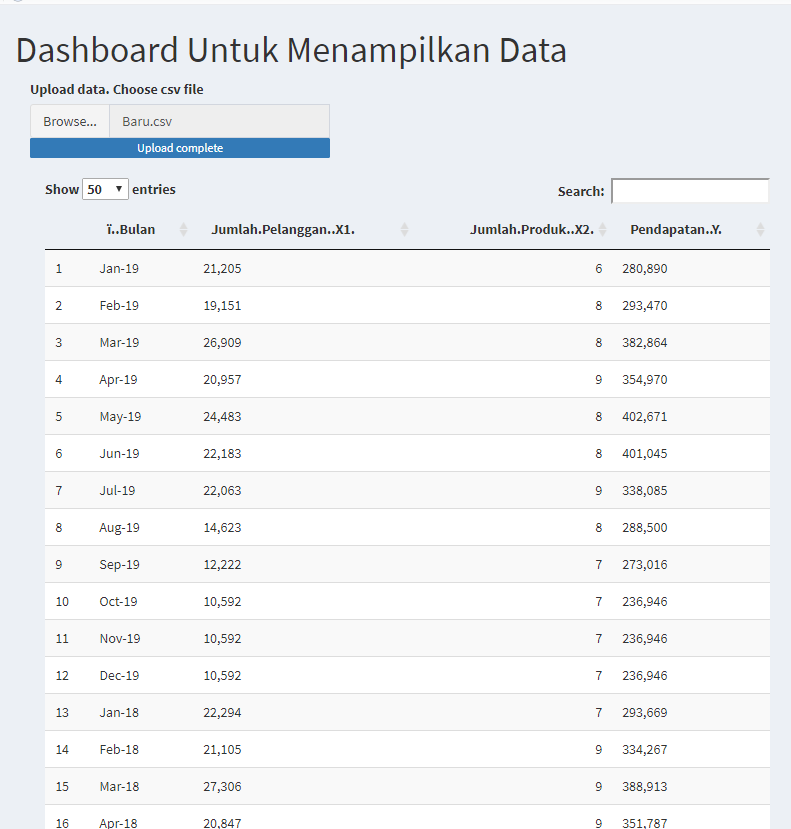 Dashboard Untuk Menampilkan Data
Upload data. Choose csv file
Browse... Baru.csv
Upload complete
Show 50 entries Search:
ï..Bulan Jumlah.Pelanggan..X1. Jumlah.Produk..X2. Pendapatan..Y.
1 Jan-19 21,205 6 280,890
2 Feb-19 19,151 8 293,470
3 Mar-19 26,909 8 382,864
4 Apr-19 20,957 9 354,970
5 May-19 24,483 8 402,671
6 Jun-19 22,183 8 401,045
7 Jul-19 22,063 9 338,085
8 Aug-19 14,623 8 288,500
9 Sep-19 12,222 7 273,016
10 Oct-19 10,592 7 236,946
11 Nov-19 10,592 7 236,946
12 Dec-19 10,592 7 236,946
13 Jan-18 22,294 7 293,669
14 Feb-18 21,105 9 334,267
15 Mar-18 27,306 9 388,913
16 Apr-18 20,847 9 351,787